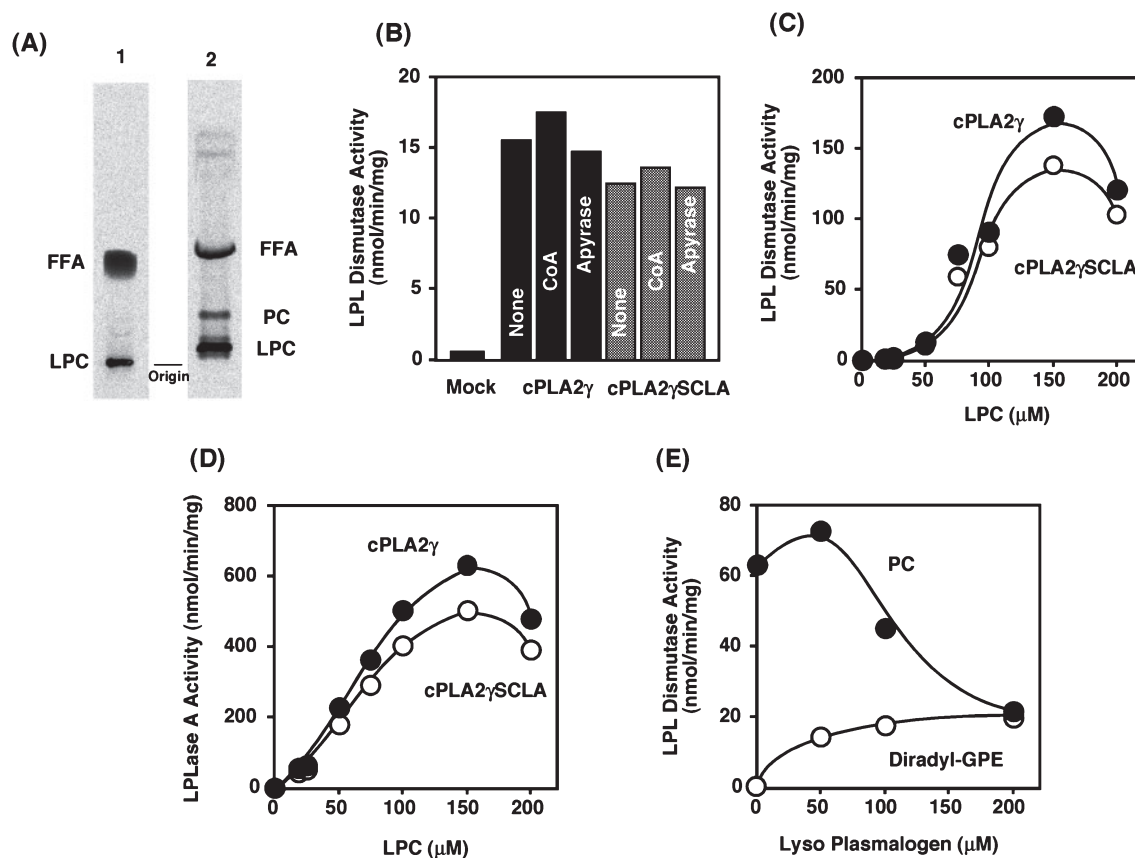 (A)
1
2
FFA
LPC
Origin
FFA
PC
LPC
(B)
LPL Dismutase Activity
(nmol/min/mg)
20
15
10
5
0
None
CoA
Apyrase
None
CoA
Apyrase
Mock
cPLA2γ
cPLA2γSCLA
(C)
LPL Dismutase Activity
(nmol/min/mg)
200
150
100
50
0
cPLA2γ
cPLA2γSCLA
0
50
100
150
200
LPC (μM)
(D)
LPLase A Activity (nmol/min/mg)
800
600
400
200
0
cPLA2γ
cPLA2γSCLA
0
50
100
150
200
LPC (μM)
(E)
LPL Dismutase Activity
(nmol/min/mg)
80
60
40
20
0
PC
Diradyl-GPE
0
50
100
150
200
Lyso Plasmalogen (μM)